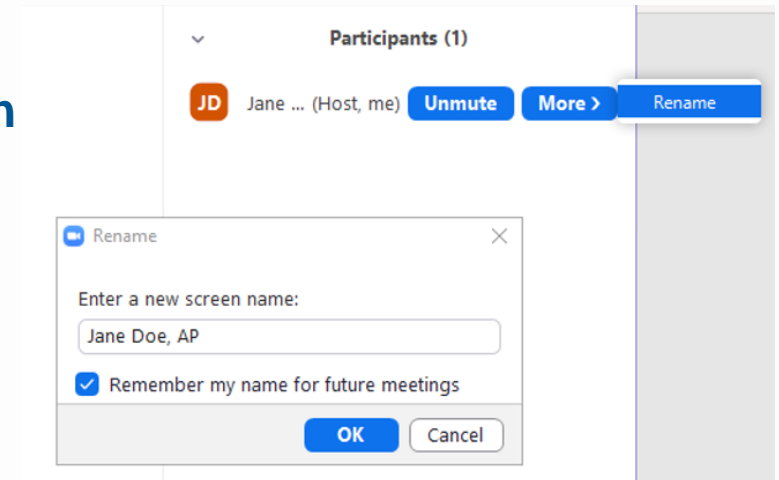 Participants (1)
n
JD Jane ... (Host, me) Unmute More > Rename
Rename
Enter a new screen name:
Jane Doe, AP
Remember my name for future meetings
OK Cancel